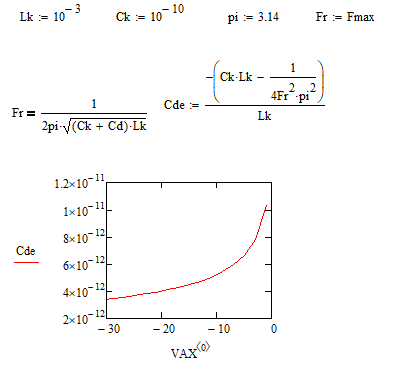 Lk := 10^-3 Ck := 10^-10 pi := 3.14 Fr := Fmax
Fr = 1/(2pi·√((Ck + Cd)·Lk)) Cde := -(Ck·Lk - 1/(4Fr^2·pi^2))/Lk
1.2×10^-11
1×10^-11
8×10^-12
Cde
6×10^-12
4×10^-12
2×10^-12
-30 -20 -10 0
VAX^⟨0⟩